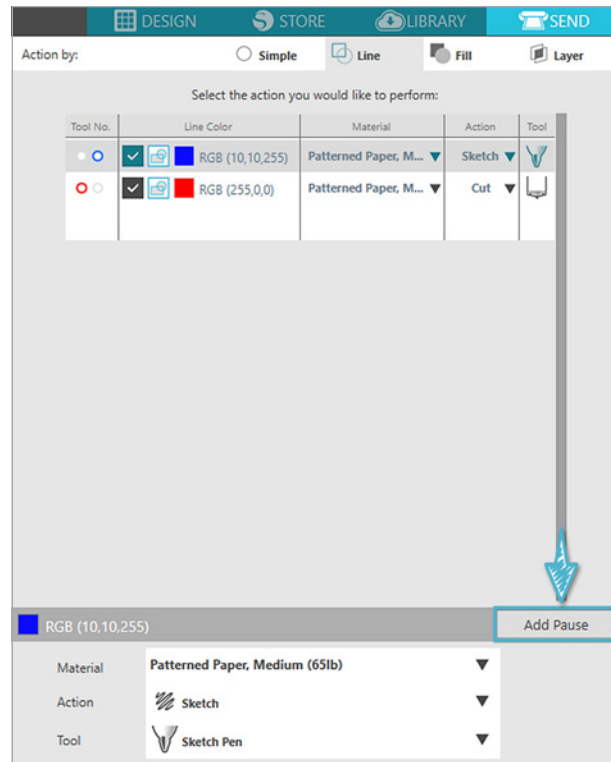 DESIGN STORE LIBRARY SEND
Action by: Simple Line Fill Layer
Select the action you would like to perform:
Tool No. Line Color Material Action Tool
RGB (10,10,255) Patterned Paper, M... Sketch
RGB (255,0,0) Patterned Paper, M... Cut
RGB (10,10,255) Add Pause
Material Patterned Paper, Medium (65lb)
Action Sketch
Tool Sketch Pen